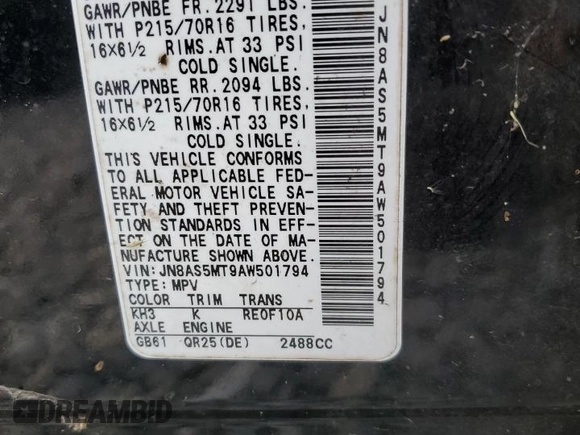 GAWR/PNBE FR. 2291 LBS.
WITH P215/70R16 TIRES,
16X6½ RIMS. AT 33 PSI
COLD SINGLE.
GAWR/PNBE RR. 2094 LBS.
WITH P215/70R16 TIRES,
16X6½ RIMS. AT 33 PSI
COLD SINGLE.
THIS VEHICLE CONFORMS
TO ALL APPLICABLE FED-
ERAL MOTOR VEHICLE SA-
FETY AND THEFT PREVEN-
TION STANDARDS IN EFF-
ECT ON THE DATE OF MA-
NUFACTURE SHOWN ABOVE.
VIN: JN8AS5MT9AW501794
TYPE: MPV
COLOR TRIM TRANS
KH3 K RE0F10A
AXLE ENGINE
GB61 QR25(DE) 2488CC
JN8AS5MT9AW501794
DREAMBID